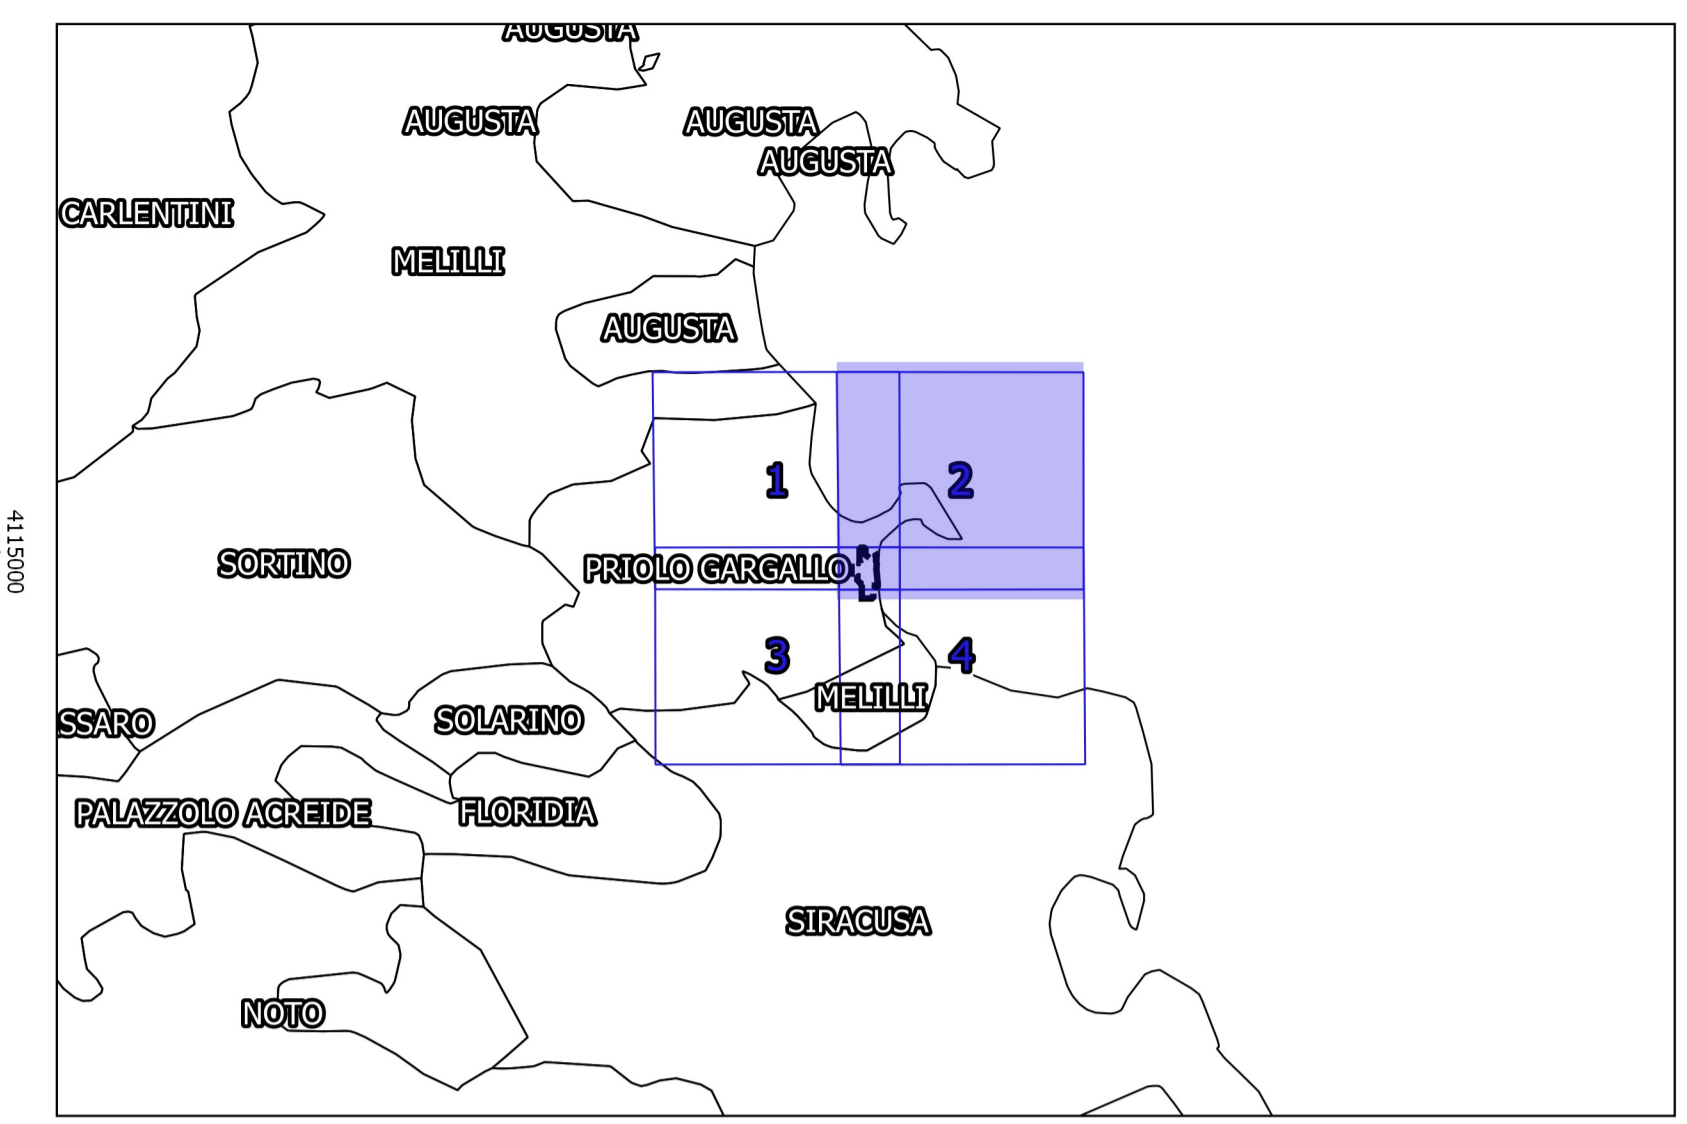 AUGUSTA
AUGUSTA
AUGUSTA
AUGUSTA
CARLENTINI
MELILLI
AUGUSTA
1
2
4115000
SORTINO
PRIOLO GARGALLO
3
4
MELILLI
SSARO
SOLARINO
PALAZZOLO ACREIDE
FLORIDIA
SIRACUSA
NOTO